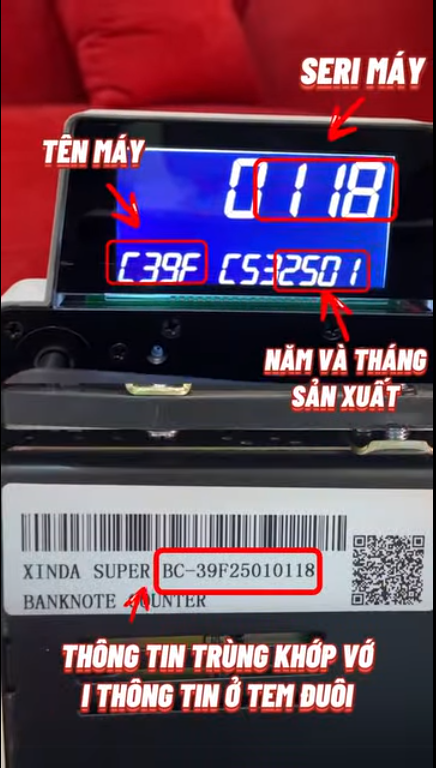 SERI MÁY
TÊN MÁY
0118
C39F C532501
NĂM VÀ THÁNG
SẢN XUẤT
XINDA SUPER BC-39F25010118
BANKNOTE COUNTER
THÔNG TIN TRÙNG KHỚP VỚ
I THÔNG TIN Ở TEM ĐUÔI